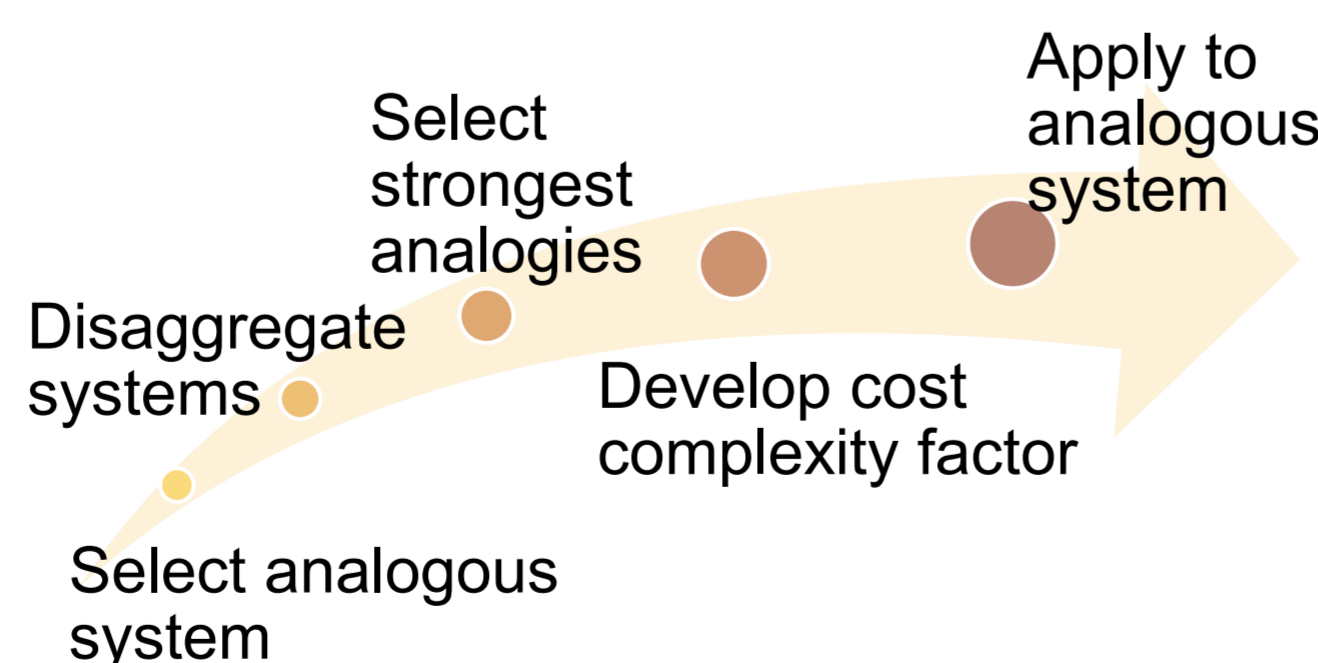 Select analogous
system
Disaggregate
systems
Select
strongest
analogies
Develop cost
complexity factor
Apply to
analogous
system